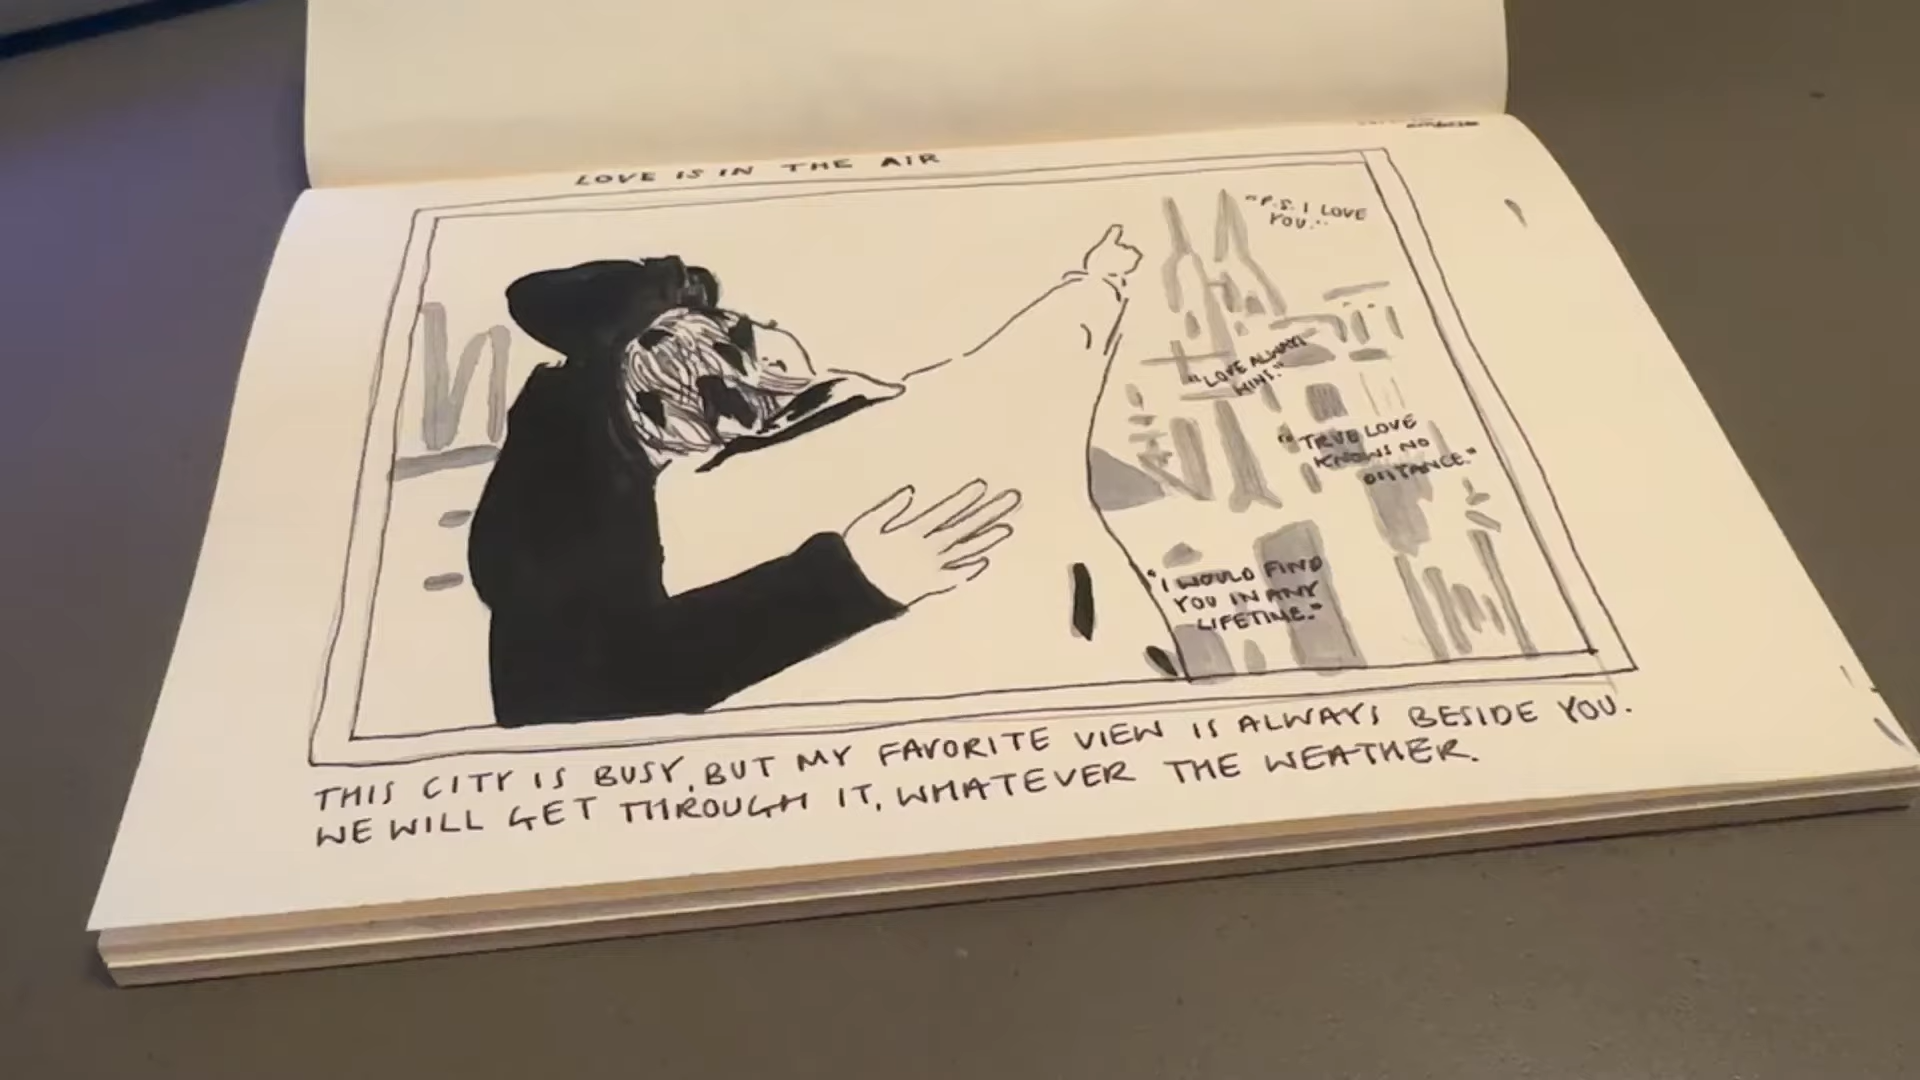 LOVE IS IN THE AIR
"P.S. I LOVE
YOU."
"LOVE ALWAYS
WINS."
"TRUE LOVE
KNOWS NO
DISTANCE."
"I WOULD FIND
YOU IN ANY
LIFETIME."
THIS CITY IS BUSY, BUT MY FAVORITE VIEW IS ALWAYS BESIDE YOU.
WE WILL GET THROUGH IT, WHATEVER THE WEATHER.